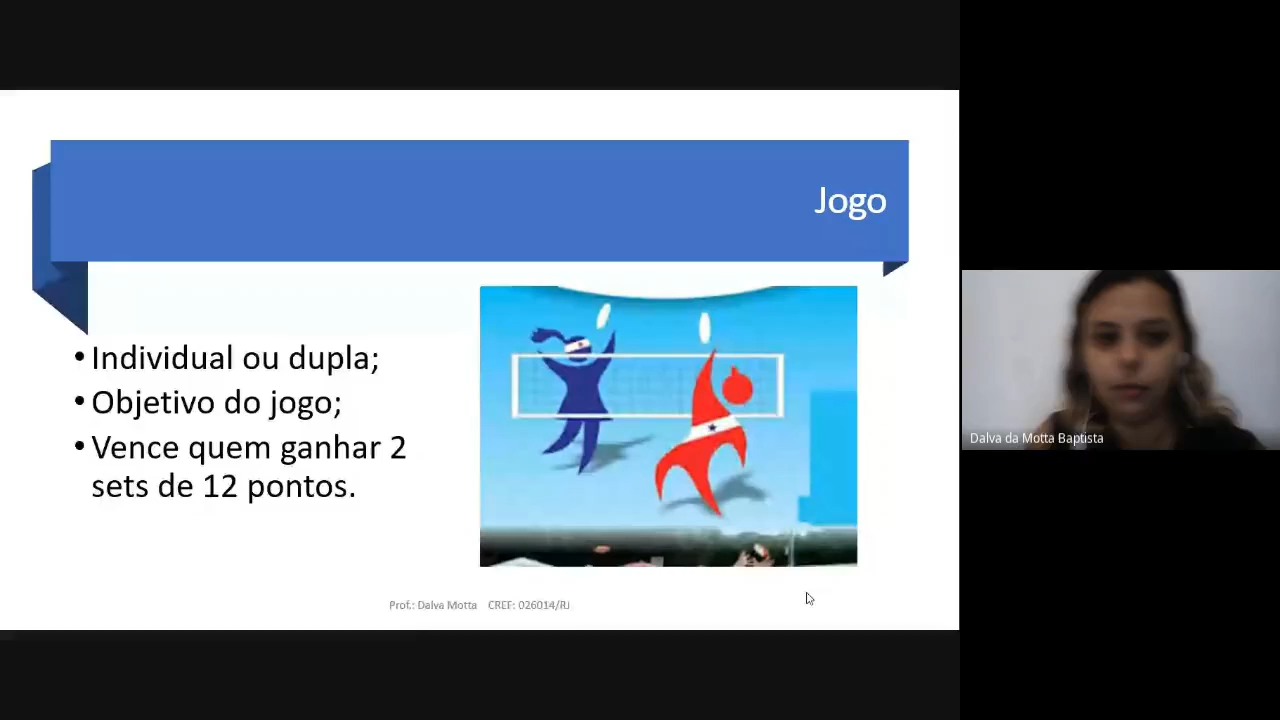 Jogo
• Individual ou dupla;
• Objetivo do jogo;
• Vence quem ganhar 2
sets de 12 pontos.
Prof.: Dalva Motta CREF: 026014/RJ
Dalva da Motta Baptista